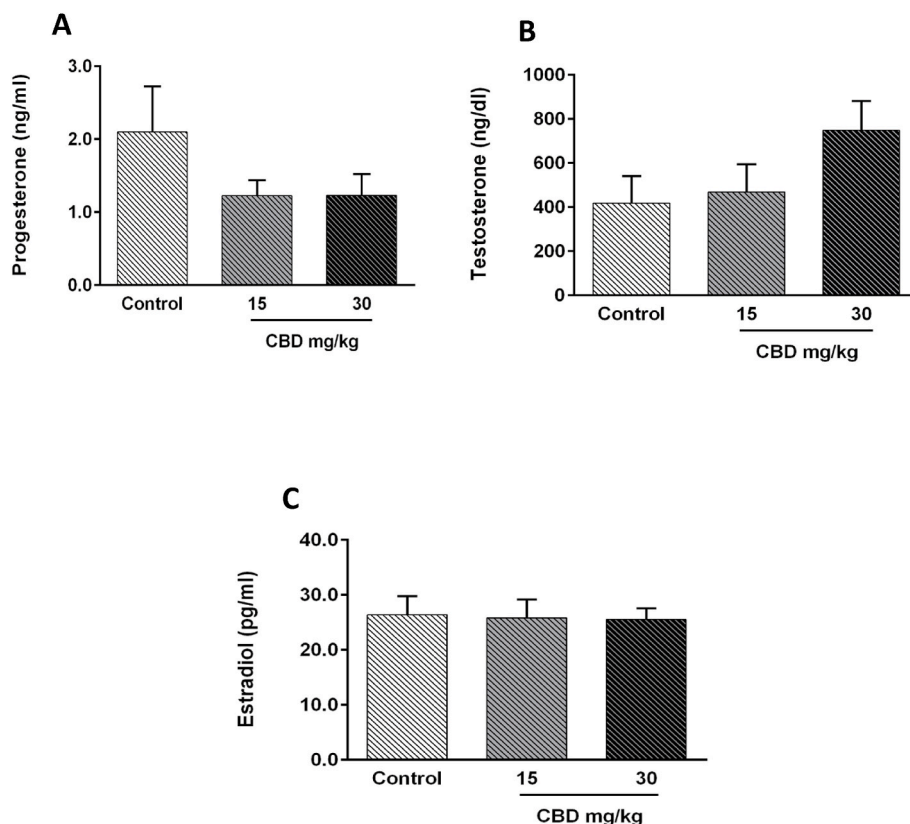 A
Progesterone (ng/ml)
3.0
2.0
1.0
0.0
Control
15
30
CBD mg/kg
B
Testosterone (ng/dl)
1000
800
600
400
200
0
Control
15
30
CBD mg/kg
C
Estradiol (pg/ml)
40.0
30.0
20.0
10.0
0.0
Control
15
30
CBD mg/kg